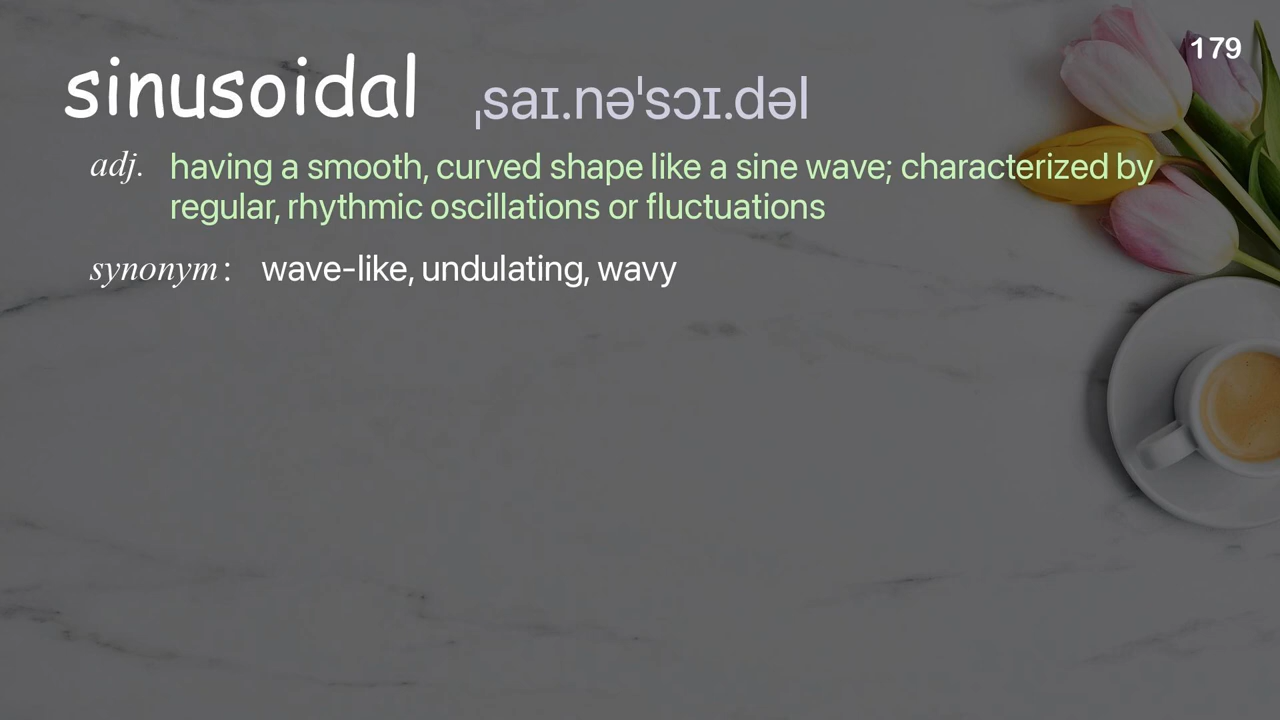 179
sinusoidal ˌsaɪ.nəˈsɔɪ.dəl
adj. having a smooth, curved shape like a sine wave; characterized by
regular, rhythmic oscillations or fluctuations
synonym: wave-like, undulating, wavy